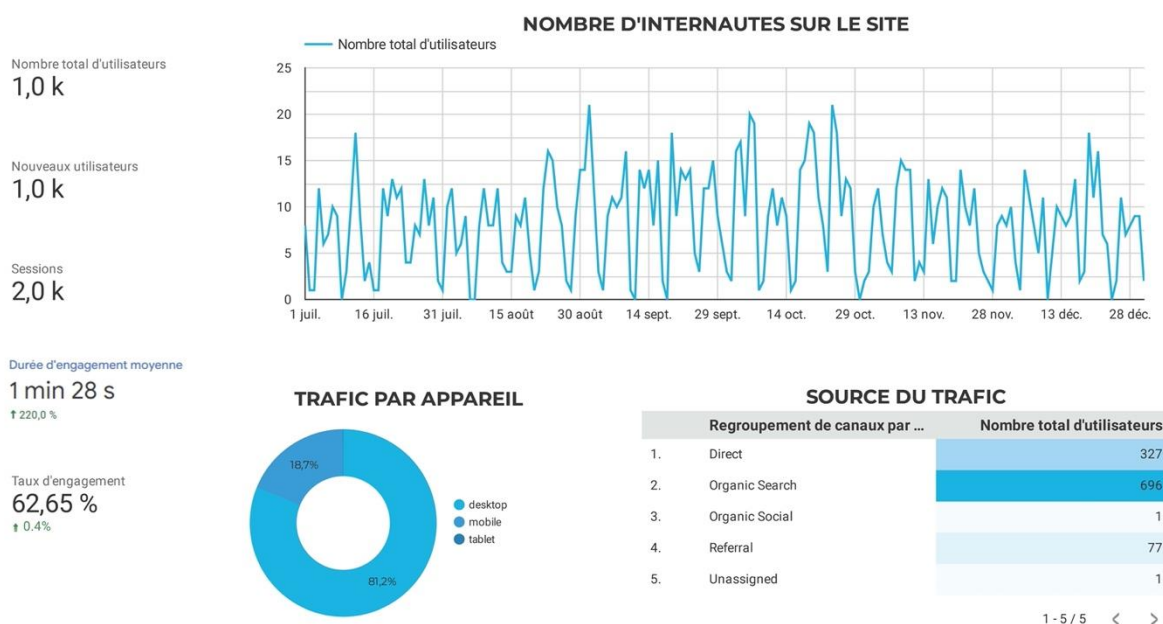 NOMBRE D'INTERNAUTES SUR LE SITE
Nombre total d'utilisateurs
Nombre total d'utilisateurs
1,0 k
Nouveaux utilisateurs
1,0 k
Sessions
2,0 k
25
20
15
10
5
0
1 juil. 16 juil. 31 juil. 15 août 30 août 14 sept. 29 sept. 14 oct. 29 oct. 13 nov. 28 nov. 13 déc. 28 déc.
Durée d'engagement moyenne
1 min 28 s
↑ 220,0 %
Taux d'engagement
62,65 %
↑ 0.4%
TRAFIC PAR APPAREIL
18,7%
81,2%
desktop
mobile
tablet
SOURCE DU TRAFIC
Regroupement de canaux par ... Nombre total d'utilisateurs
1. Direct 327
2. Organic Search 696
3. Organic Social 1
4. Referral 77
5. Unassigned 1
1 - 5 / 5 < >